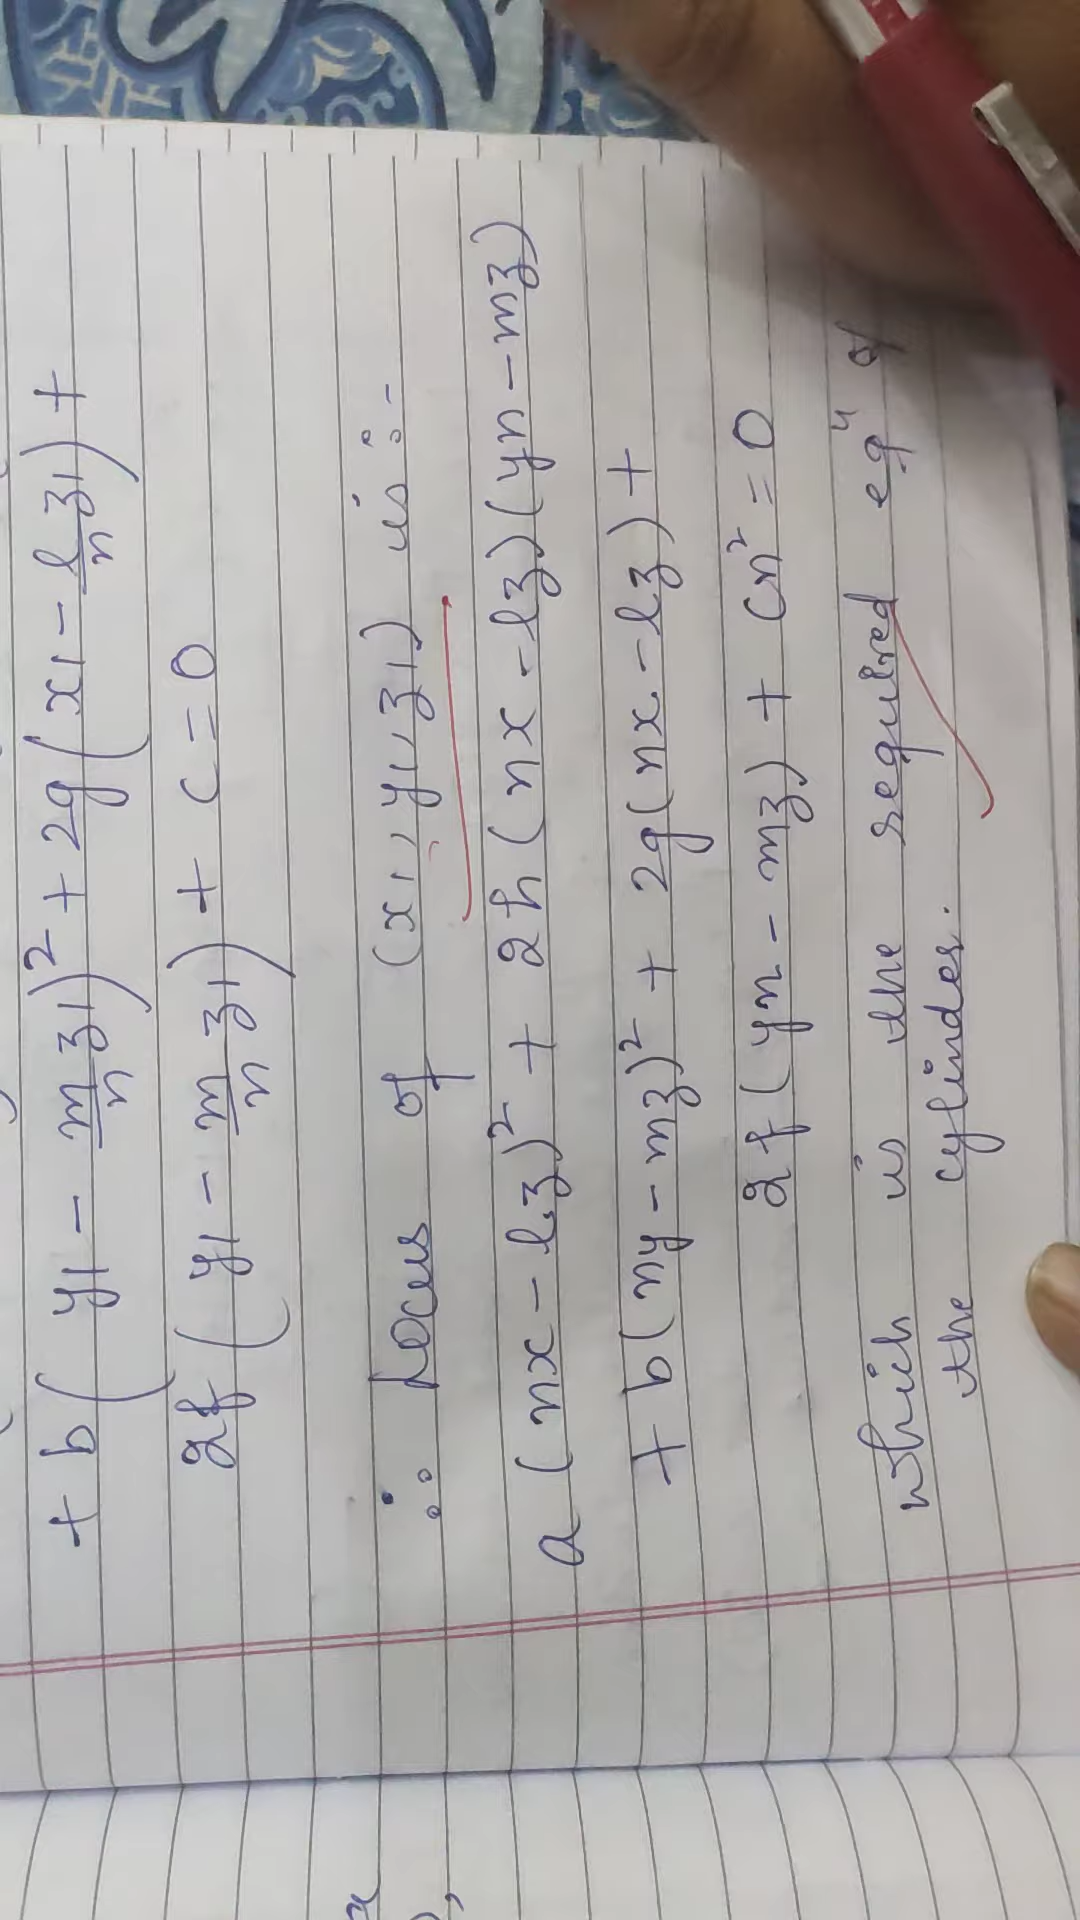 + b(y1 - m/n z1)² + 2g(x1 - l/n z1) +
2f(y1 - m/n z1) + c = 0
∴ Locus of (x1, y1, z1) is :-
a(nx - lz)² + 2h(nx - lz)(yn - mz)
+ b(ny - mz)² + 2g(nx - lz) +
2f(yn - mz) + cn² = 0
which is the required eqⁿ of
the cylinder.